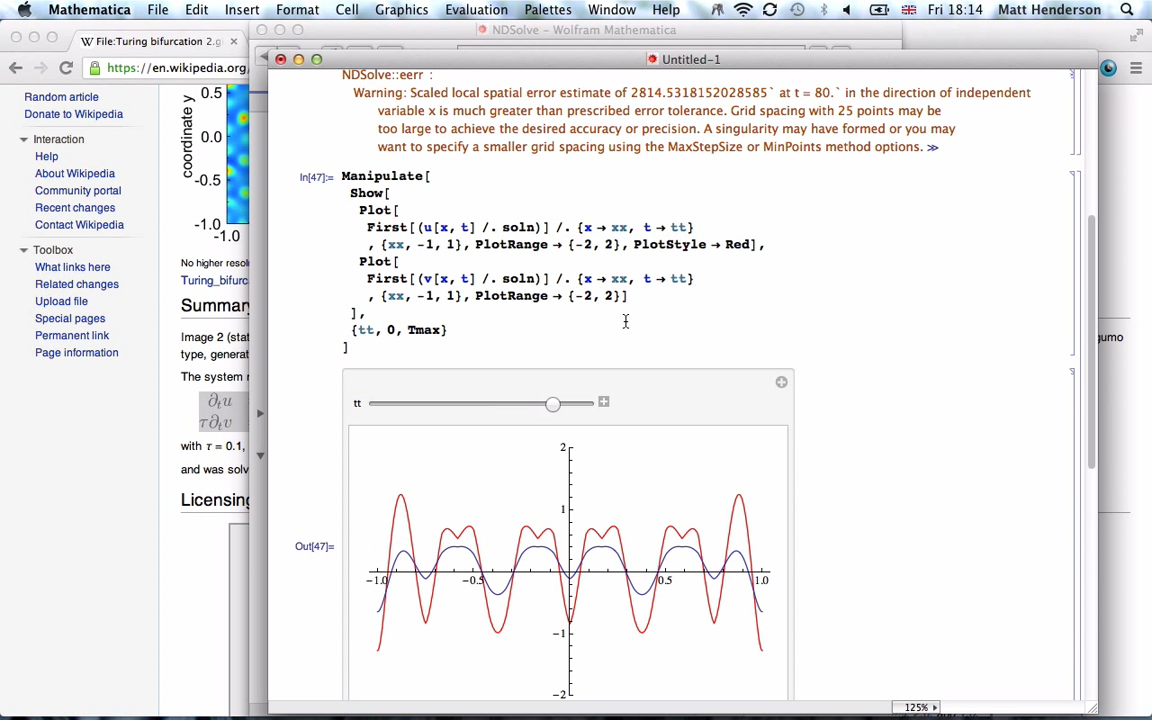 Mathematica File Edit Insert Format Cell Graphics Evaluation Palettes Window Help Fri 18:14 Matt Henderson
W File:Turing bifurcation 2.g
NDSolve - Wolfram Mathematica
Untitled-1
https://en.wikipedia.org/
Random article
Donate to Wikipedia
Interaction
Help
About Wikipedia
Community portal
Recent changes
Contact Wikipedia
Toolbox
What links here
Related changes
Upload file
Special pages
Permanent link
Page information
coordinate y
0.5
0.0
-0.5
-1.0
-1.0
No higher resol
Turing_bifurcat
Summar
Image 2 (stat
type, generat
The system r
∂ₜu
τ∂ₜv
with τ = 0.1,
and was solv
Licensing
gumo
NDSolve::eerr :
Warning: Scaled local spatial error estimate of 2814.5318152028585` at t = 80.` in the direction of independent
variable x is much greater than prescribed error tolerance. Grid spacing with 25 points may be
too large to achieve the desired accuracy or precision. A singularity may have formed or you may
want to specify a smaller grid spacing using the MaxStepSize or MinPoints method options. ≫
In[47]:= Manipulate[
Show[
Plot[
First[(u[x, t] /. soln)] /. {x → xx, t → tt}
, {xx, -1, 1}, PlotRange → {-2, 2}, PlotStyle → Red],
Plot[
First[(v[x, t] /. soln)] /. {x → xx, t → tt}
, {xx, -1, 1}, PlotRange → {-2, 2}]
],
{tt, 0, Tmax}
]
tt
2
1
Out[47]=
-1.0 -0.5 0.5 1.0
-1
-2
125%